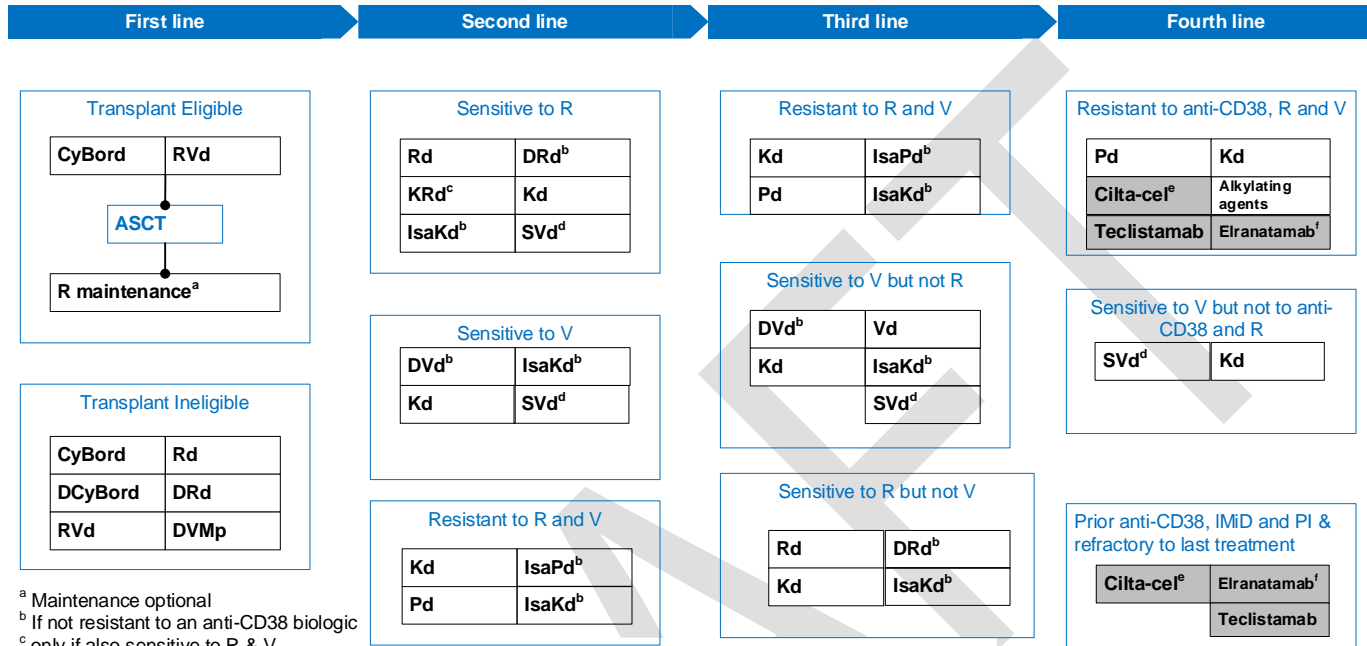 First line
Second line
Third line
Fourth line
Transplant Eligible
CyBord
RVd
ASCT
R maintenanceᵃ
Transplant Ineligible
CyBord
Rd
DCyBord
DRd
RVd
DVMp
ᵃ Maintenance optional
ᵇ If not resistant to an anti-CD38 biologic
ᶜ only if also sensitive to R & V
Sensitive to R
Rd
DRdᵇ
KRdᶜ
Kd
IsaKdᵇ
SVdᵈ
Sensitive to V
DVdᵇ
IsaKdᵇ
Kd
SVdᵈ
Resistant to R and V
Kd
IsaPdᵇ
Pd
IsaKdᵇ
Resistant to R and V
Kd
IsaPdᵇ
Pd
IsaKdᵇ
Sensitive to V but not R
DVdᵇ
Vd
Kd
IsaKdᵇ
SVdᵈ
Sensitive to R but not V
Rd
DRdᵇ
Kd
IsaKdᵇ
Resistant to anti-CD38, R and V
Pd
Kd
Cilta-celᵉ
Alkylating
agents
Teclistamab
Elranatamabᶠ
Sensitive to V but not to anti-
CD38 and R
SVdᵈ
Kd
Prior anti-CD38, IMiD and PI &
refractory to last treatment
Cilta-celᵉ
Elranatamabᶠ
Teclistamab